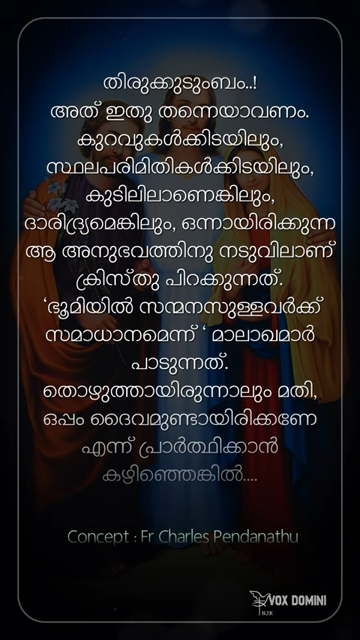 തിരുക്കുടുംബം..!
അത് ഇതു തന്നെയാവണം.
കുറവുകൾക്കിടയിലും,
സ്ഥലപരിമിതികൾക്കിടയിലും,
കുടിലിലാണെങ്കിലും,
ദാരിദ്ര്യമെങ്കിലും, ഒന്നായിരിക്കുന്ന
ആ അനുഭവത്തിനു നടുവിലാണ്
ക്രിസ്തു പിറക്കുന്നത്.
‘ഭൂമിയിൽ സന്മനസുള്ളവർക്ക്
സമാധാനമെന്ന് ‘ മാലാഖമാർ
പാടുന്നത്.
തൊഴുത്തായിരുന്നാലും മതി,
ഒപ്പം ദൈവമുണ്ടായിരിക്കണേ
എന്ന് പ്രാർത്ഥിക്കാൻ
കഴിഞ്ഞെങ്കിൽ....
Concept : Fr Charles Pendanathu
VOX DOMINI